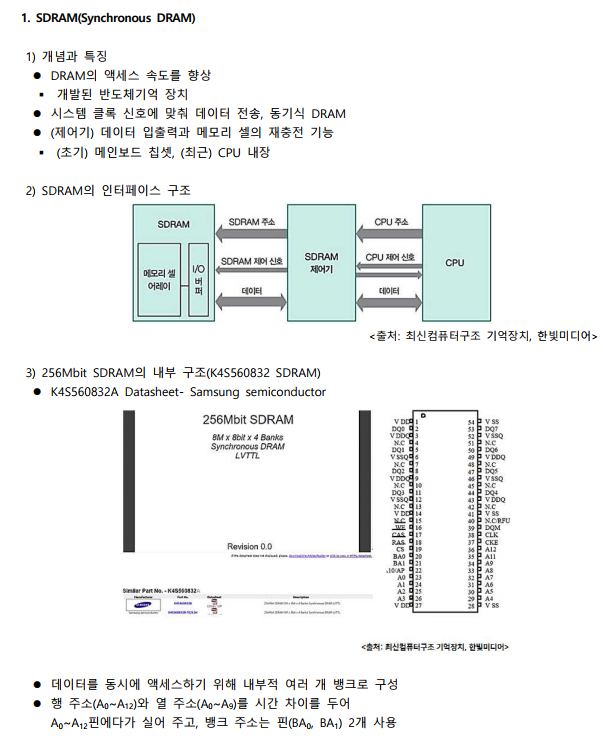 1. SDRAM(Synchronous DRAM)
1) 개념과 특징
● DRAM의 액세스 속도를 향상
▪ 개발된 반도체기억 장치
● 시스템 클록 신호에 맞춰 데이터 전송, 동기식 DRAM
● (제어기) 데이터 입출력과 메모리 셀의 재충전 기능
▪ (초기) 메인보드 칩셋, (최근) CPU 내장
2) SDRAM의 인터페이스 구조
SDRAM
메모리 셀
어레이
I/O
버
퍼
SDRAM 주소
SDRAM 제어 신호
데이터
SDRAM
제어기
CPU 주소
CPU 제어 신호
데이터
CPU
<출처: 최신컴퓨터구조 기억장치, 한빛미디어>
3) 256Mbit SDRAM의 내부 구조(K4S560832 SDRAM)
● K4S560832A Datasheet- Samsung semiconductor
256Mbit SDRAM
8M x 8bit x 4 Banks
Synchronous DRAM
LVTTL
Revision 0.0
Similar Part No. - K4S560832A
V DD 1 54 V SS
DQ0 2 53 DQ7
V DDQ 3 52 V SSQ
N.C 4 51 N.C
DQ1 5 50 DQ6
V SSQ 6 49 V DDQ
N.C 7 48 N.C
DQ2 8 47 DQ5
V DDQ 9 46 V SSQ
N.C 10 45 N.C
DQ3 11 44 DQ4
V SSQ 12 43 V DDQ
N.C 13 42 N.C
V DD 14 41 V SS
N.C 15 40 N.C/RFU
WE 16 39 DQM
CAS 17 38 CLK
RAS 18 37 CKE
CS 19 36 A12
BA0 20 35 A11
BA1 21 34 A9
A10/AP 22 33 A8
A0 23 32 A7
A1 24 31 A6
A2 25 30 A5
A3 26 29 A4
V DD 27 28 V SS
<출처: 최신컴퓨터구조 기억장치, 한빛미디어>
● 데이터를 동시에 액세스하기 위해 내부적 여러 개 뱅크로 구성
● 행 주소(A₀~A₁₂)와 열 주소(A₀~A₉)를 시간 차이를 두어
A₀~A₁₂핀에다가 실어 주고, 뱅크 주소는 핀(BA₀, BA₁) 2개 사용